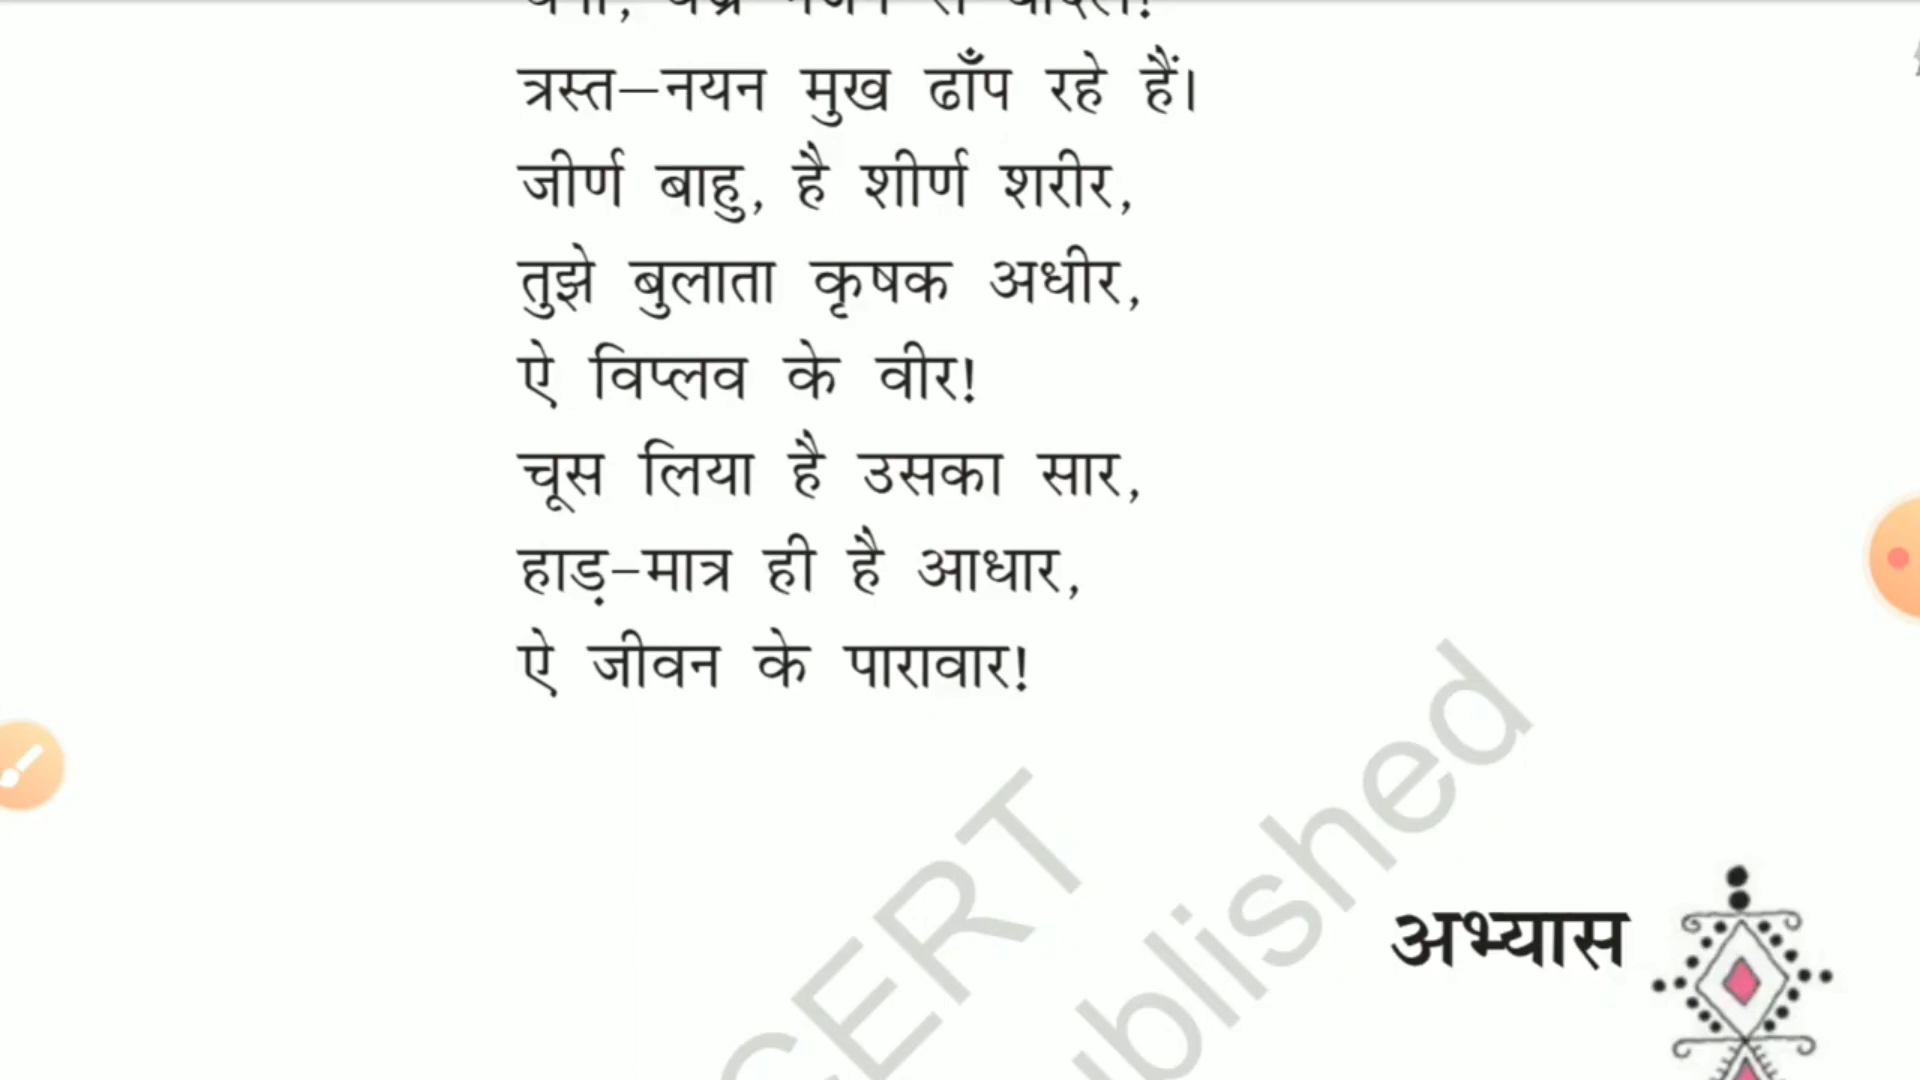 त्रस्त–नयन मुख ढाँप रहे हैं।
जीर्ण बाहु, है शीर्ण शरीर,
तुझे बुलाता कृषक अधीर,
ऐ विप्लव के वीर!
चूस लिया है उसका सार,
हाड़-मात्र ही है आधार,
ऐ जीवन के पारावार!
अभ्यास